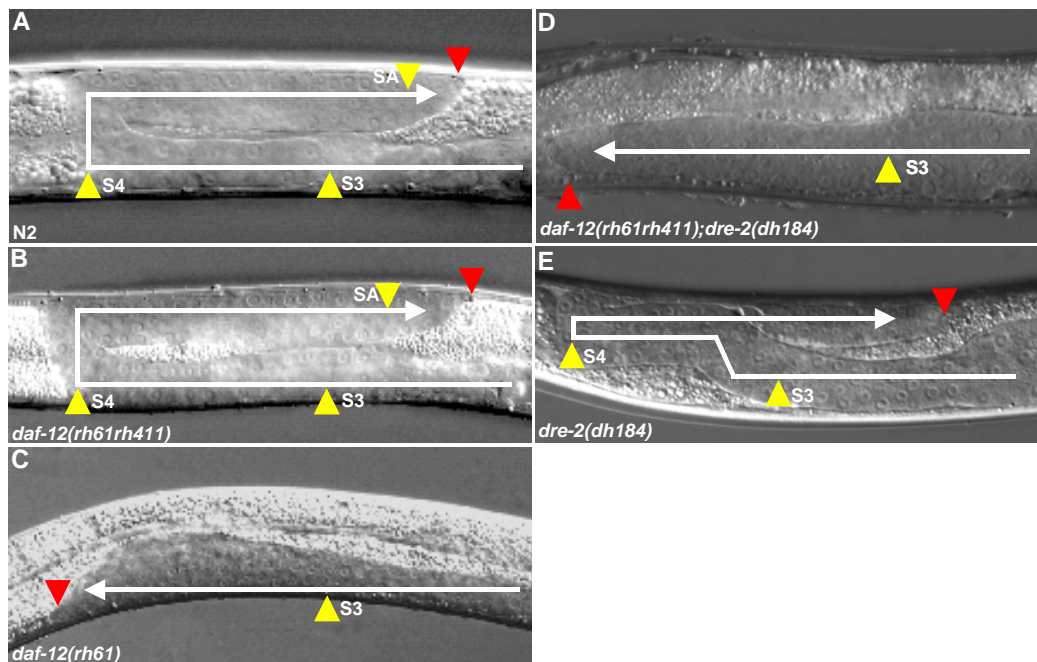 A
SA
S4
S3
N2
B
SA
S4
S3
daf-12(rh61rh411)
C
S3
daf-12(rh61)
D
S3
daf-12(rh61rh411);dre-2(dh184)
E
S4
S3
dre-2(dh184)